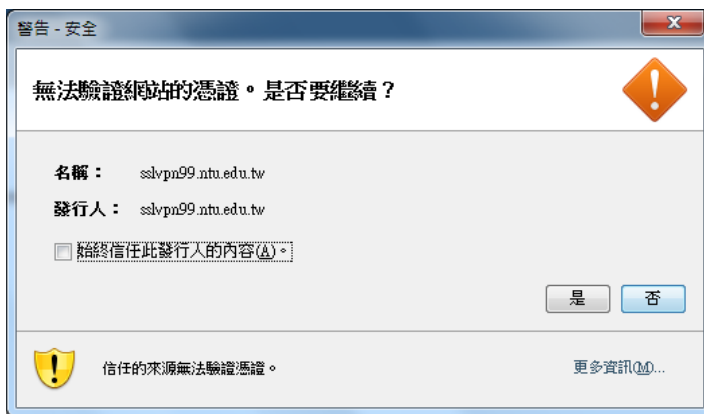 警告 - 安全
無法驗證網站的憑證。是否要繼續？
名稱： sslvpn99.ntu.edu.tw
發行人： sslvpn99.ntu.edu.tw
始終信任此發行人的內容(A)。
是 否
信任的來源無法驗證憑證。 更多資訊(M)...